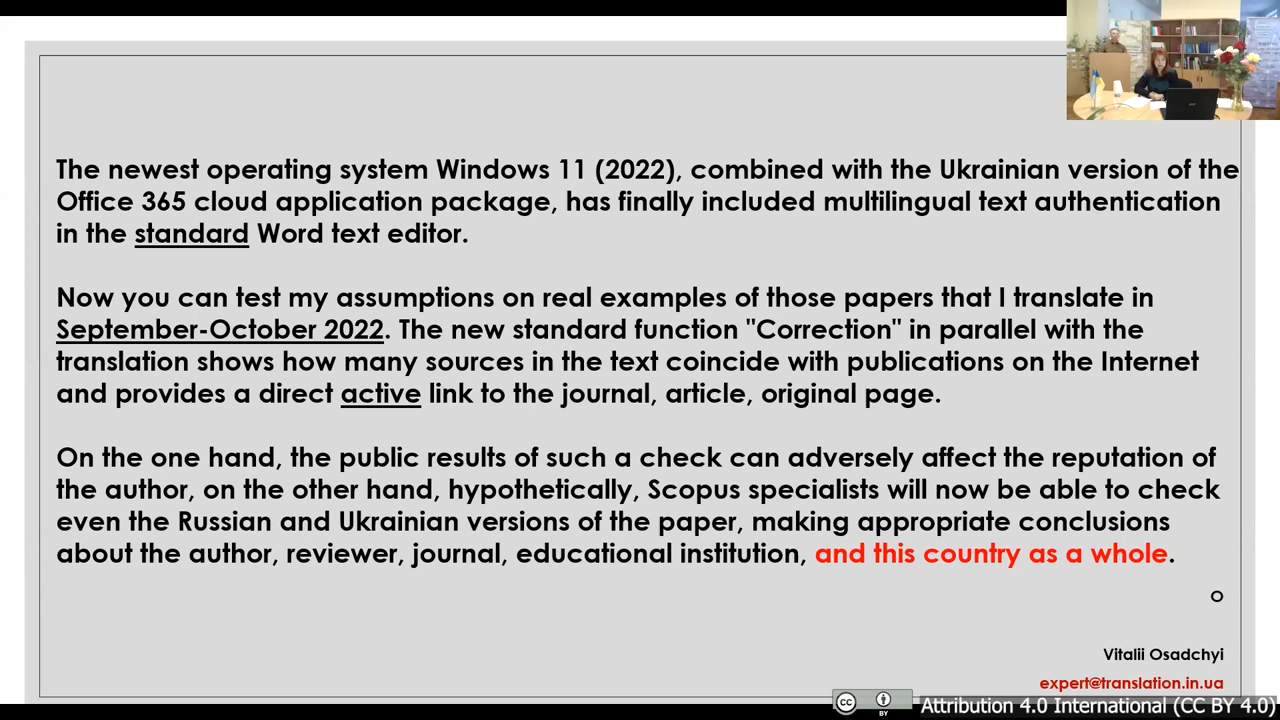 The newest operating system Windows 11 (2022), combined with the Ukrainian version of the
Office 365 cloud application package, has finally included multilingual text authentication
in the standard Word text editor.
Now you can test my assumptions on real examples of those papers that I translate in
September-October 2022. The new standard function "Correction" in parallel with the
translation shows how many sources in the text coincide with publications on the Internet
and provides a direct active link to the journal, article, original page.
On the one hand, the public results of such a check can adversely affect the reputation of
the author, on the other hand, hypothetically, Scopus specialists will now be able to check
even the Russian and Ukrainian versions of the paper, making appropriate conclusions
about the author, reviewer, journal, educational institution, and this country as a whole.
Vitalii Osadchyi
expert@translation.in.ua
cc BY
Attribution 4.0 International (CC BY 4.0)